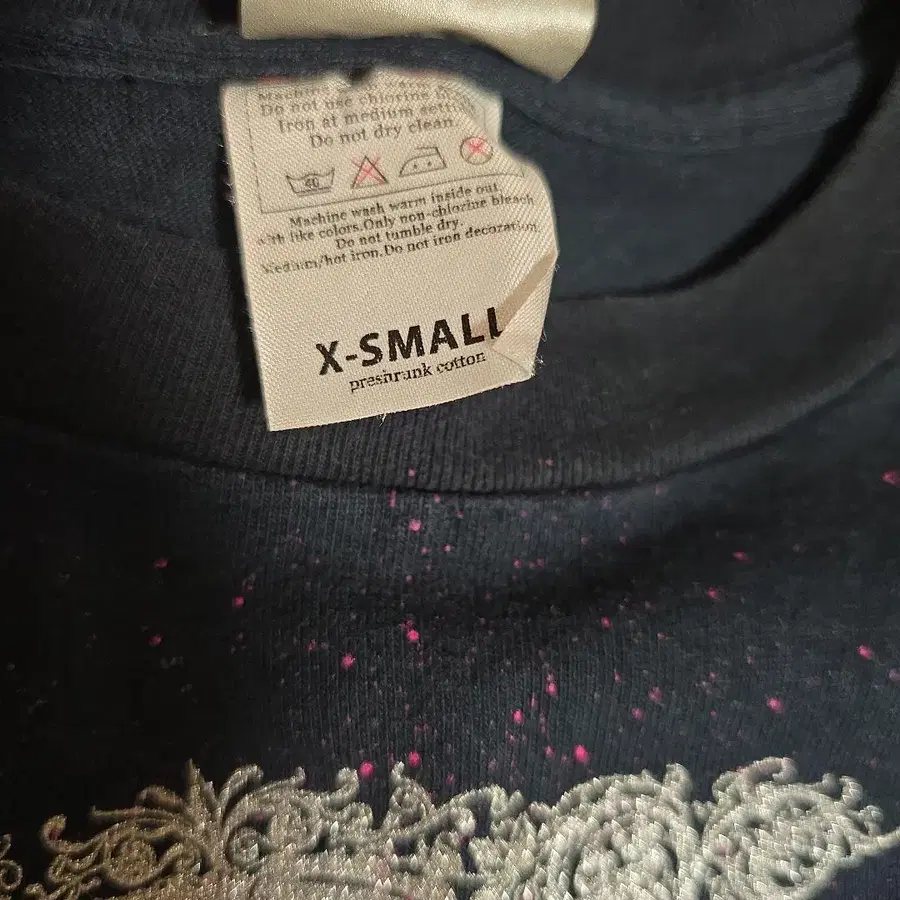 Do not use chlorine
Iron at medium
Do not dry clean.
40
Machine wash warm inside out
with like colors.Only non-chlorine bleach
Do not tumble dry.
Medium/hot iron.Do not iron decoration.
X-SMALL
preshrunk cotton